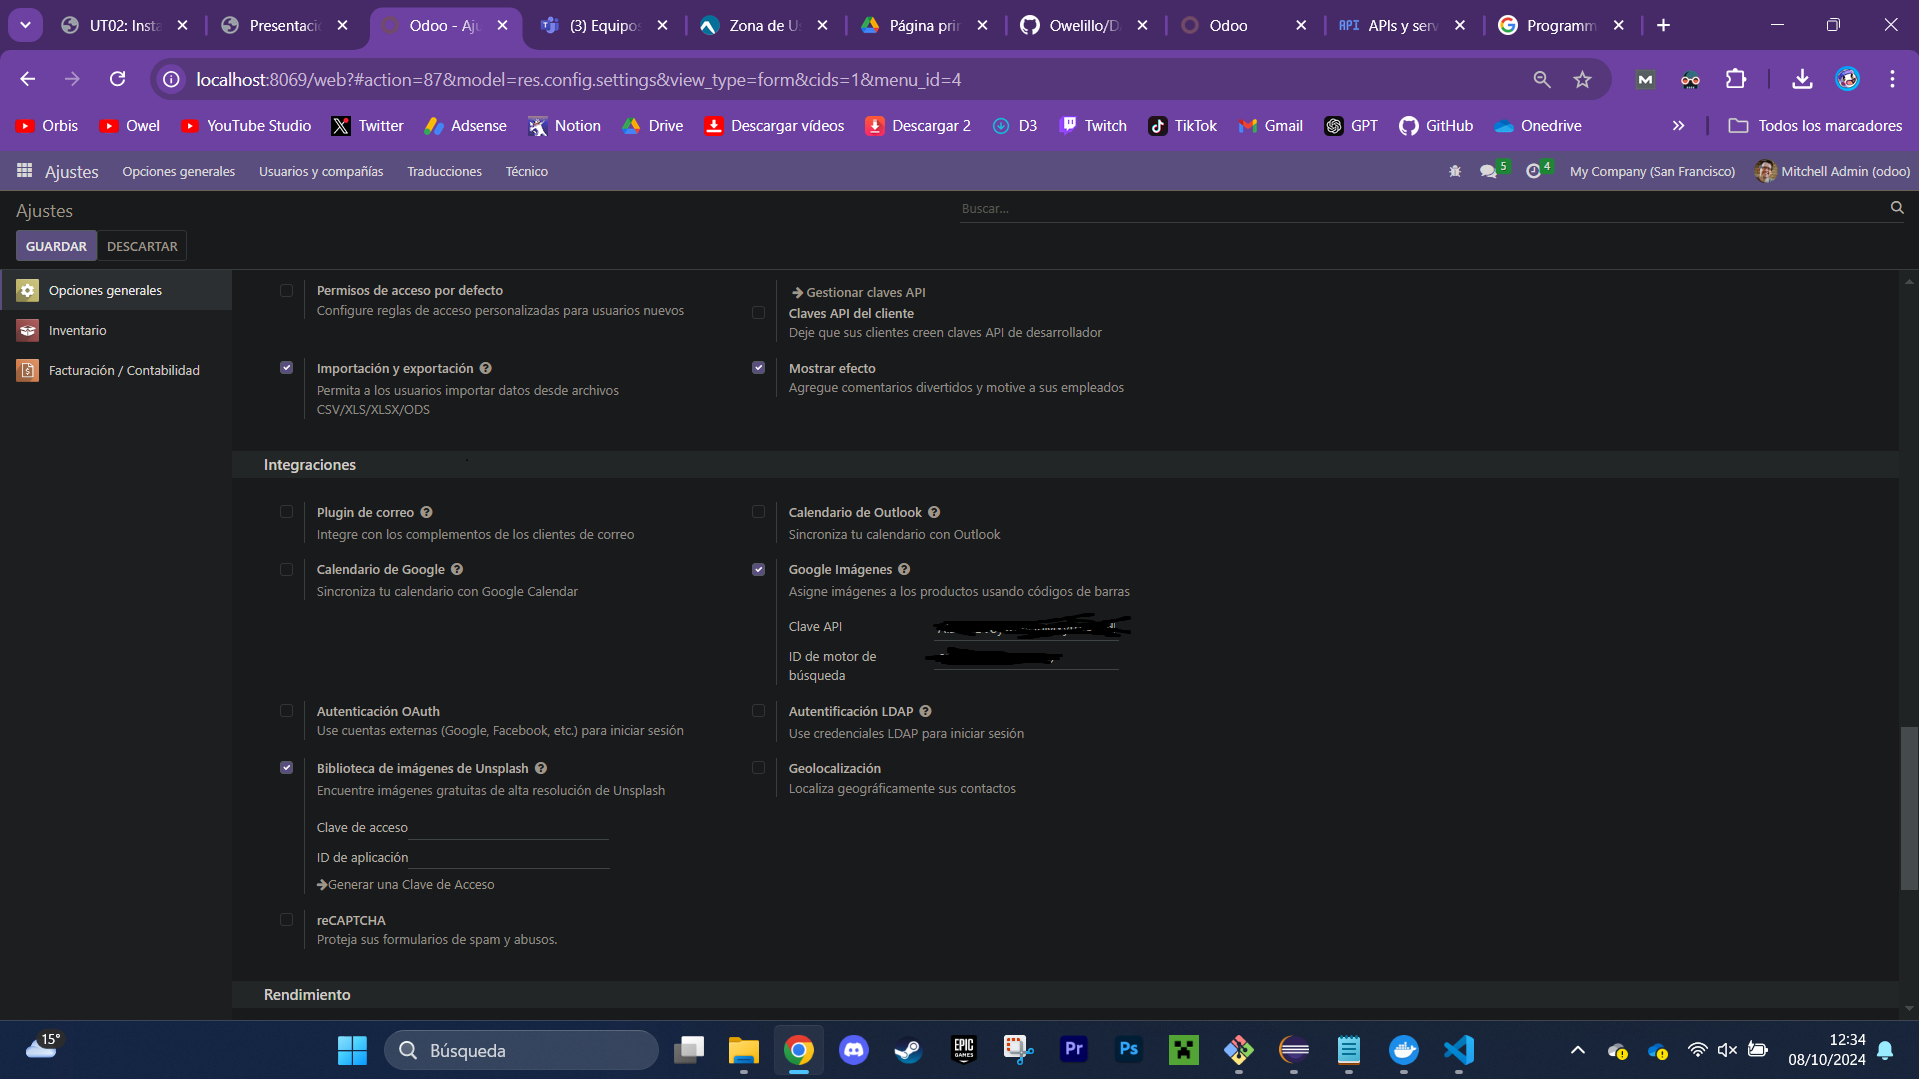 UT02: Insta
Presentacio
Odoo - Aju
(3) Equipos
Zona de Us
Página prin
Owelillo/DA
Odoo
API APIs y serv
Programm
localhost:8069/web?#action=87&model=res.config.settings&view_type=form&cids=1&menu_id=4
Orbis Owel YouTube Studio Twitter Adsense Notion Drive Descargar vídeos Descargar 2 D3 Twitch TikTok Gmail GPT GitHub Onedrive » Todos los marcadores
Ajustes Opciones generales Usuarios y compañías Traducciones Técnico 5 4 My Company (San Francisco) Mitchell Admin (odoo)
Ajustes
Buscar...
GUARDAR DESCARTAR
Opciones generales
Inventario
Facturación / Contabilidad
Permisos de acceso por defecto
Configure reglas de acceso personalizadas para usuarios nuevos
Gestionar claves API
Claves API del cliente
Deje que sus clientes creen claves API de desarrollador
Importación y exportación
Permita a los usuarios importar datos desde archivos
CSV/XLS/XLSX/ODS
Mostrar efecto
Agregue comentarios divertidos y motive a sus empleados
Integraciones
Plugin de correo
Integre con los complementos de los clientes de correo
Calendario de Outlook
Sincroniza tu calendario con Outlook
Calendario de Google
Sincroniza tu calendario con Google Calendar
Google Imágenes
Asigne imágenes a los productos usando códigos de barras
Clave API
ID de motor de
búsqueda
Autenticación OAuth
Use cuentas externas (Google, Facebook, etc.) para iniciar sesión
Autentificación LDAP
Use credenciales LDAP para iniciar sesión
Biblioteca de imágenes de Unsplash
Encuentre imágenes gratuitas de alta resolución de Unsplash
Clave de acceso
ID de aplicación
Generar una Clave de Acceso
Geolocalización
Localiza geográficamente sus contactos
reCAPTCHA
Proteja sus formularios de spam y abusos.
Rendimiento
15°
Búsqueda
EPIC GAMES
Pr
Ps
12:34
08/10/2024